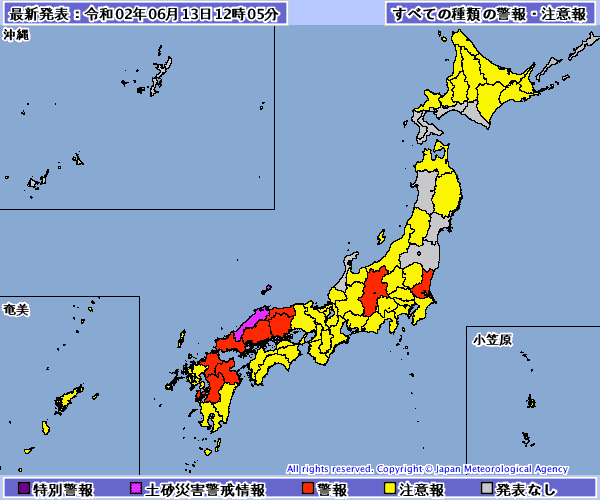 最新発表：令和02年06月13日12時05分
すべての種類の警報・注意報
沖縄
奄美
小笠原
All rights reserved. Copyright © Japan Meteorological Agency
特別警報
土砂災害警戒情報
警報
注意報
発表なし